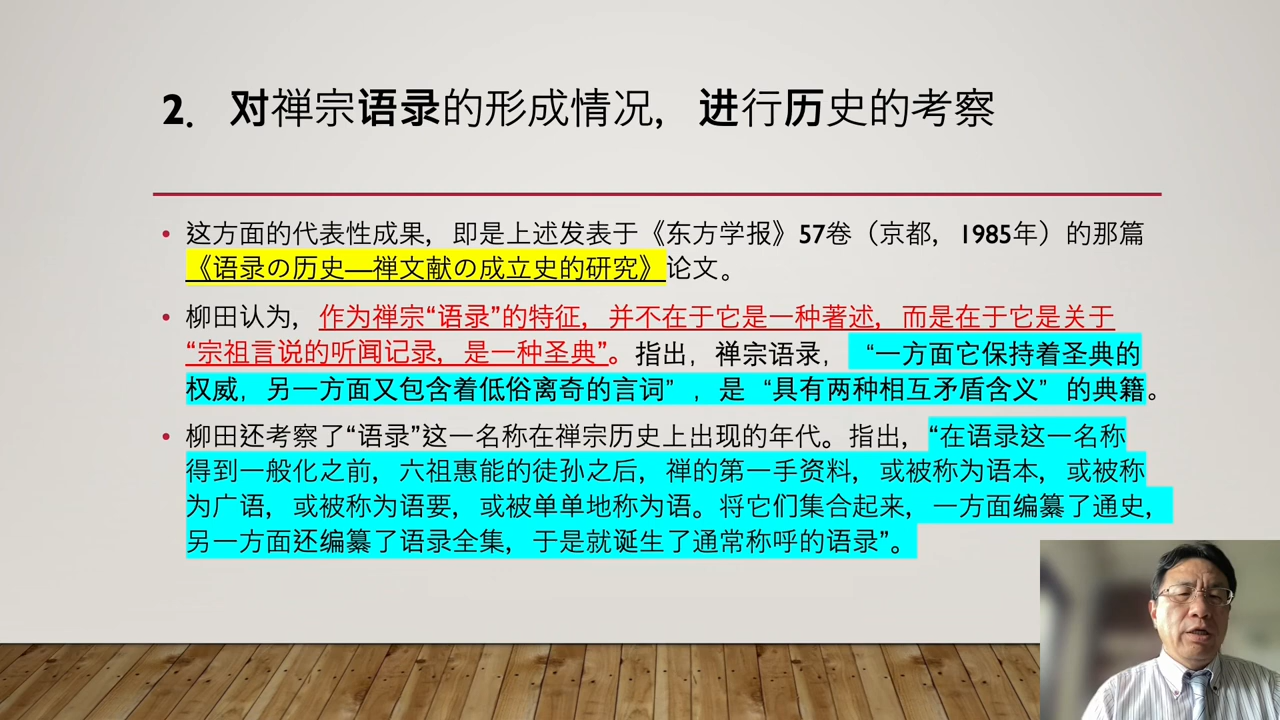 2. 对禅宗语录的形成情况，进行历史的考察
• 这方面的代表性成果，即是上述发表于《东方学报》57卷（京都，1985年）的那篇
《语录の历史—禅文献の成立史的研究》论文。
• 柳田认为，作为禅宗“语录”的特征，并不在于它是一种著述，而是在于它是关于
“宗祖言说的听闻记录，是一种圣典”。指出，禅宗语录， “一方面它保持着圣典的
权威，另一方面又包含着低俗离奇的言词” ，是 “具有两种相互矛盾含义” 的典籍。
• 柳田还考察了“语录”这一名称在禅宗历史上出现的年代。指出，“在语录这一名称
得到一般化之前，六祖惠能的徒孙之后，禅的第一手资料，或被称为语本，或被称
为广语，或被称为语要，或被单单地称为语。将它们集合起来，一方面编纂了通史，
另一方面还编纂了语录全集，于是就诞生了通常称呼的语录”。